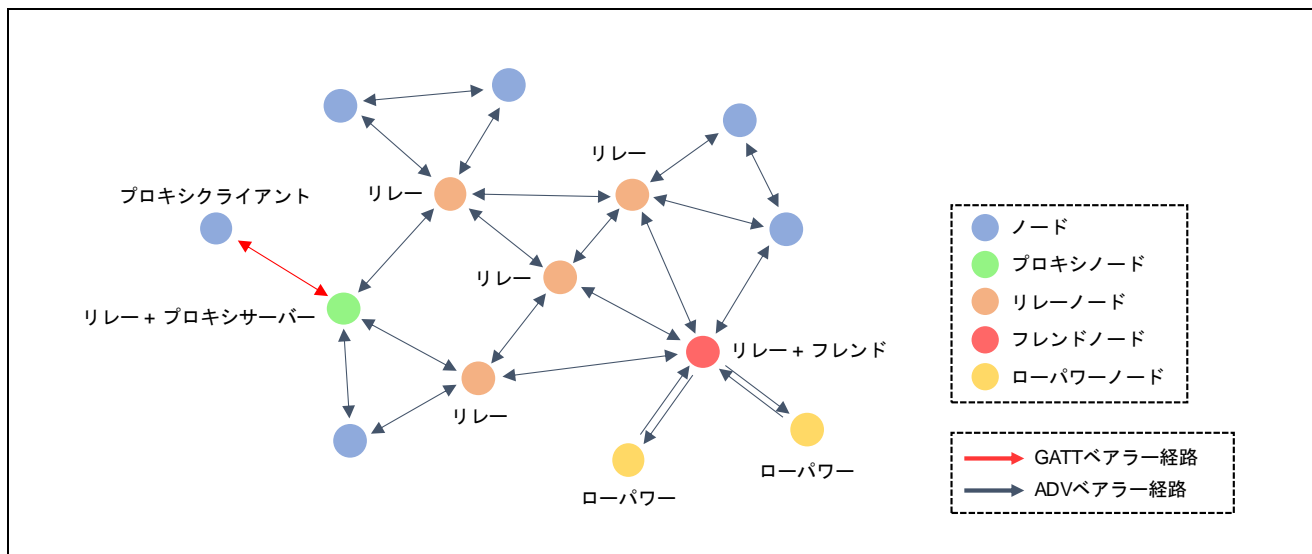 リレー
リレー
プロキシクライアント
リレー
リレー + プロキシサーバー
リレー + フレンド
リレー
ローパワー
ローパワー
ノード
プロキシノード
リレーノード
フレンドノード
ローパワーノード
GATTベアラー経路
ADVベアラー経路